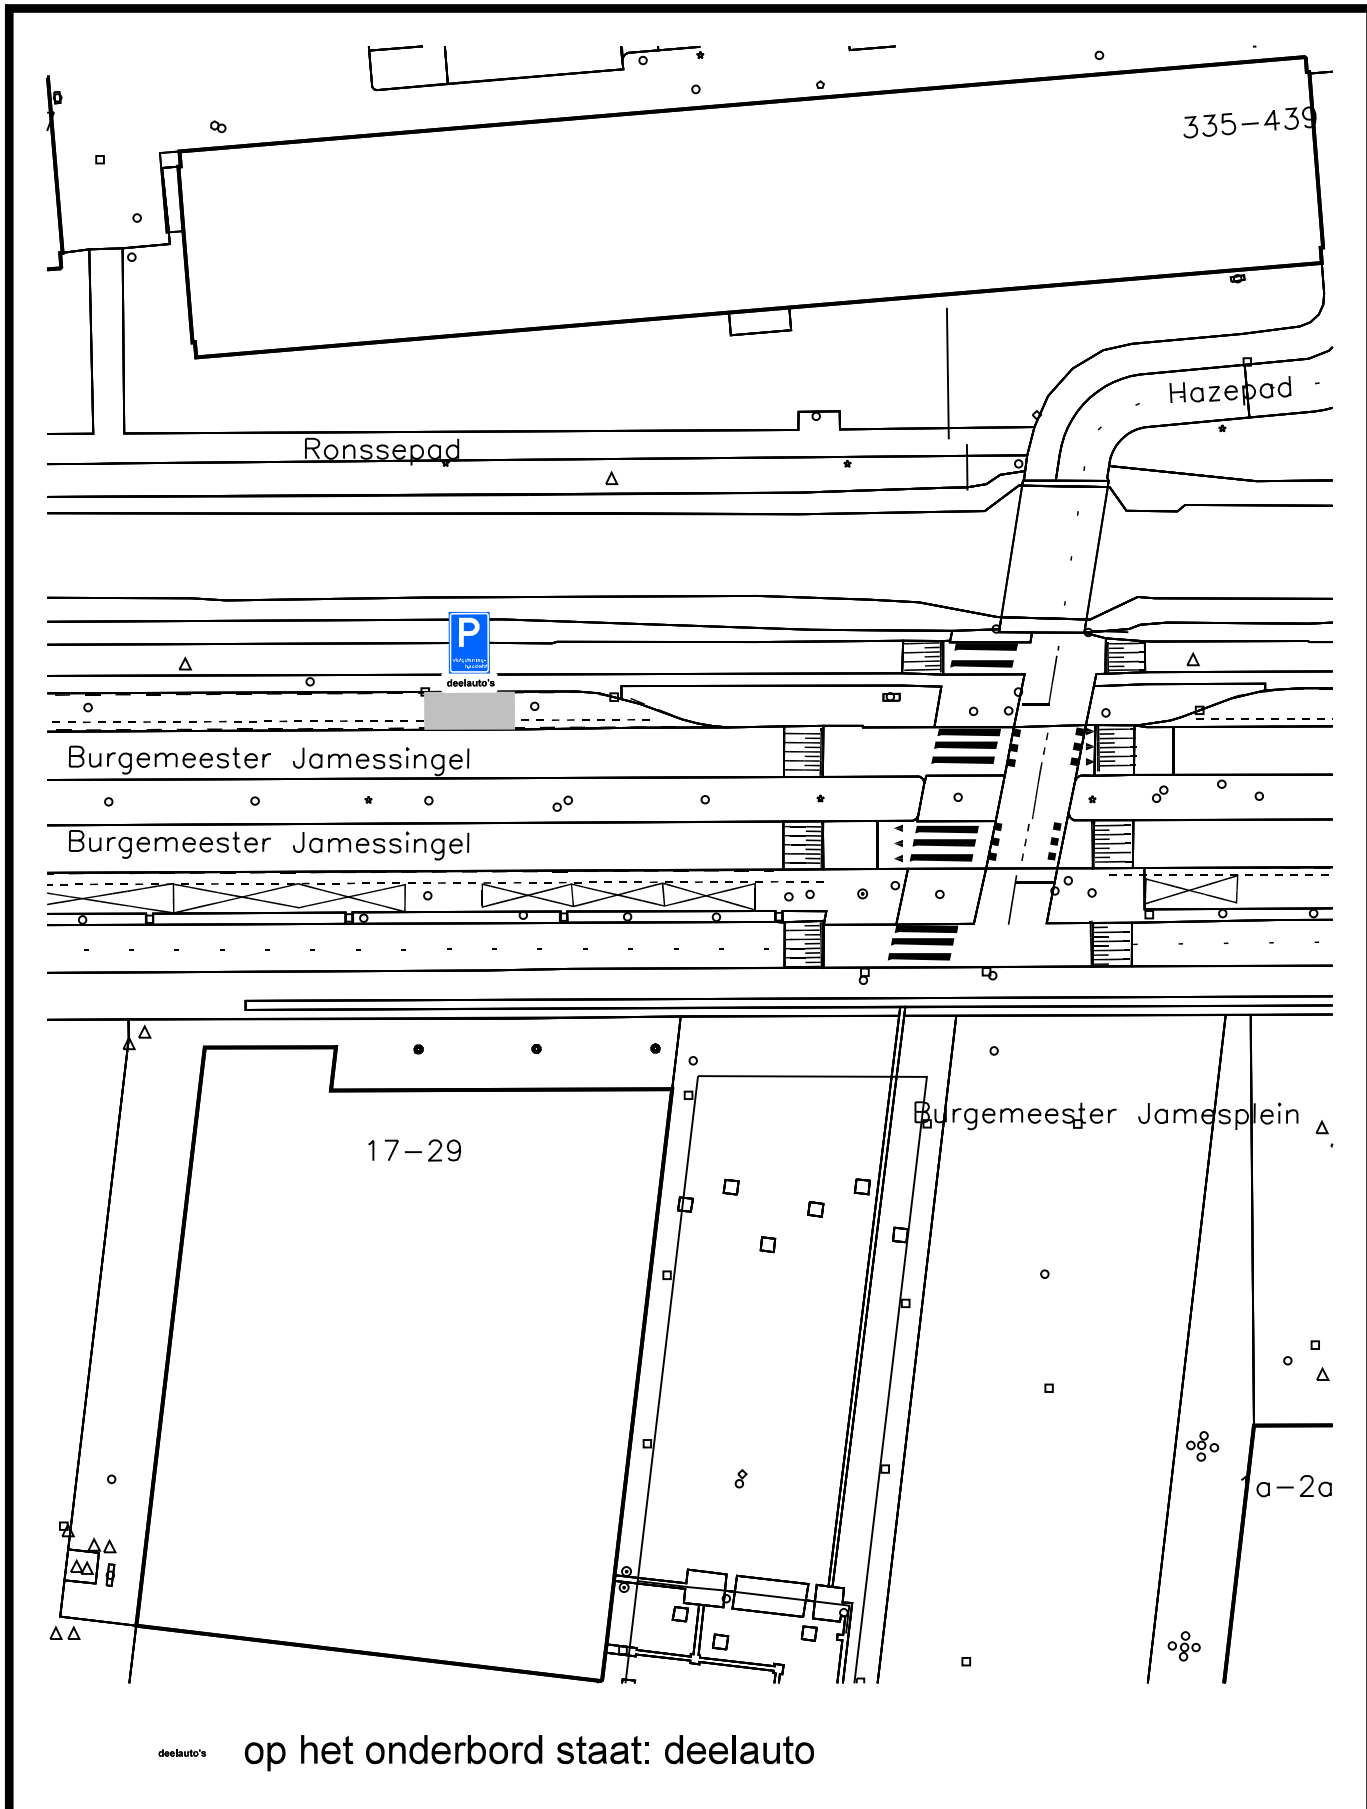 335-439
Hazepad
Ronssepad
P
deelauto's
Burgemeester Jamessingel
Burgemeester Jamessingel
Burgemeester Jamesplein
17-29
1a-2a
deelauto's op het onderbord staat: deelauto